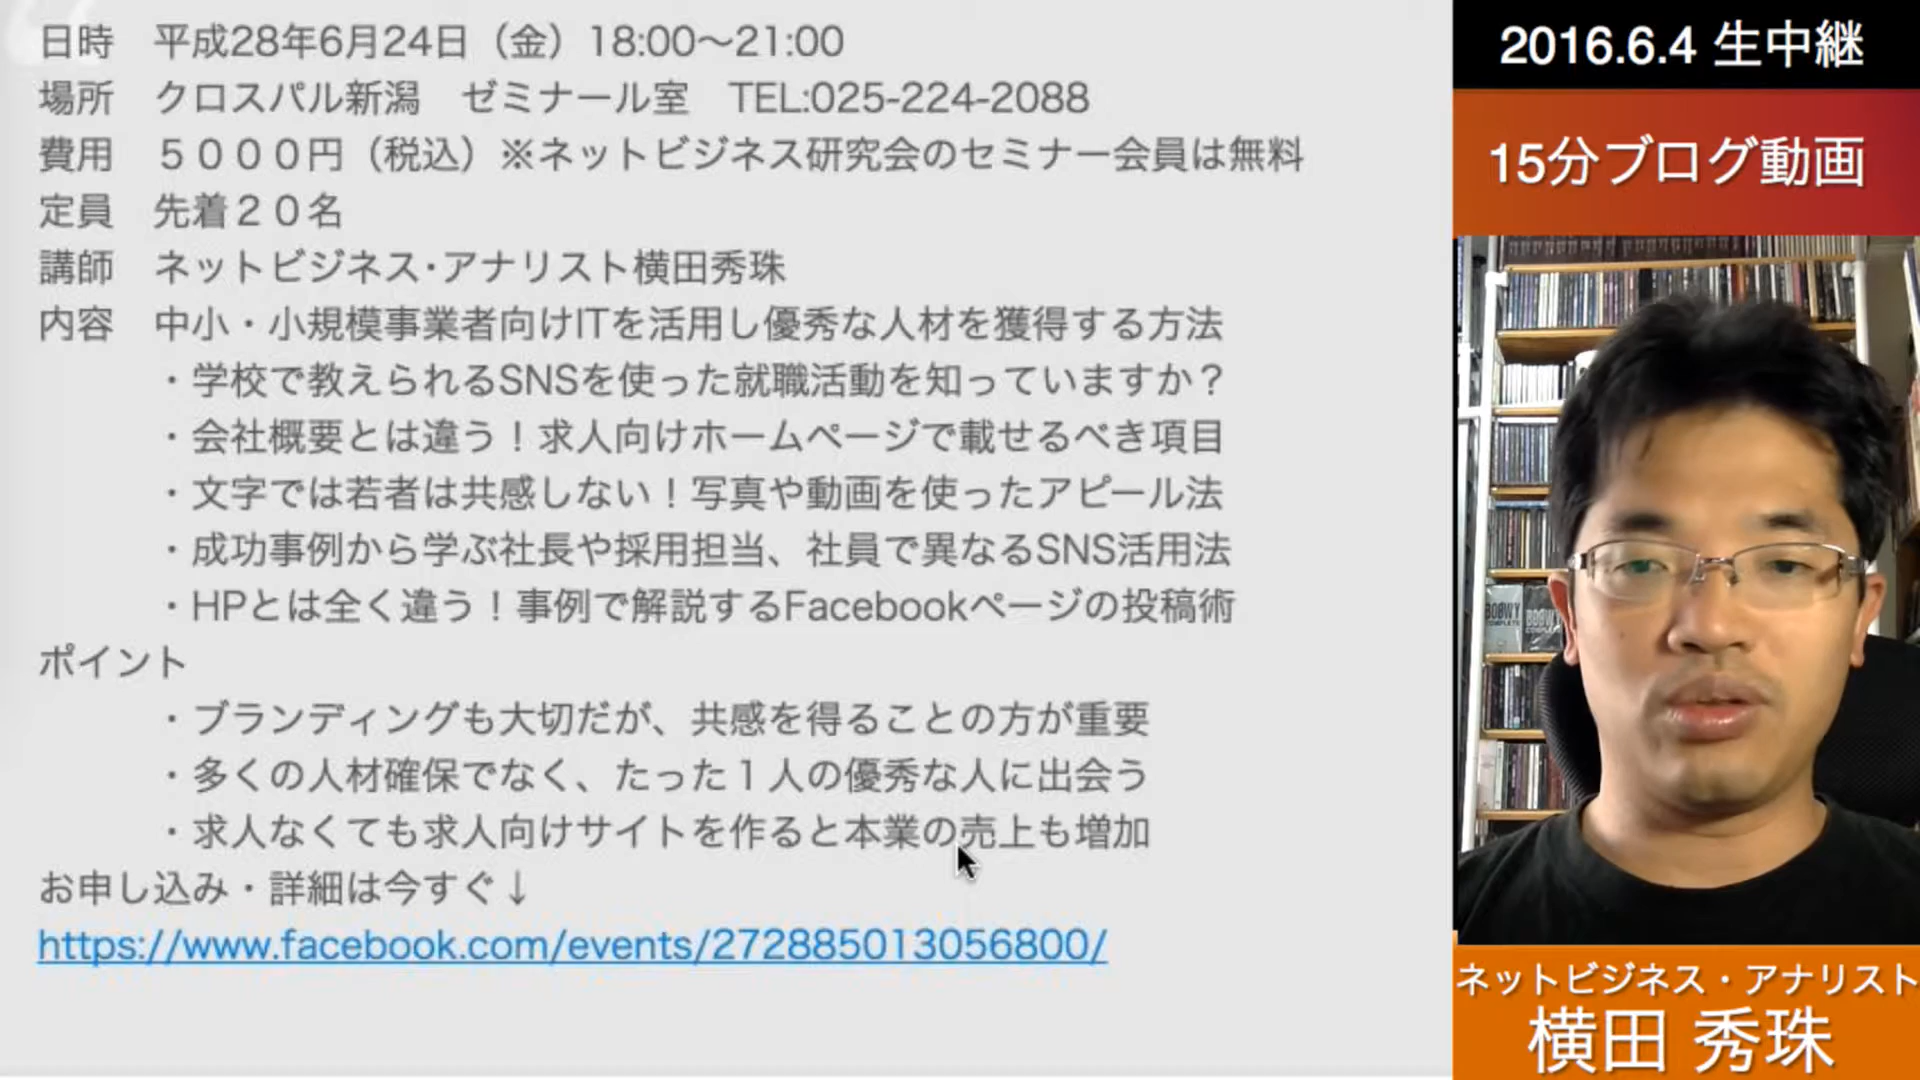 日時　平成28年6月24日（金）18:00〜21:00
場所　クロスパル新潟　ゼミナール室　TEL:025-224-2088
費用　５０００円（税込）※ネットビジネス研究会のセミナー会員は無料
定員　先着２０名
講師　ネットビジネス・アナリスト横田秀珠
内容　中小・小規模事業者向けITを活用し優秀な人材を獲得する方法
・学校で教えられるSNSを使った就職活動を知っていますか？
・会社概要とは違う！求人向けホームページで載せるべき項目
・文字では若者は共感しない！写真や動画を使ったアピール法
・成功事例から学ぶ社長や採用担当、社員で異なるSNS活用法
・HPとは全く違う！事例で解説するFacebookページの投稿術
ポイント
・ブランディングも大切だが、共感を得ることの方が重要
・多くの人材確保でなく、たった１人の優秀な人に出会う
・求人なくても求人向けサイトを作ると本業の売上も増加
お申し込み・詳細は今すぐ↓
https://www.facebook.com/events/272885013056800/
2016.6.4 生中継
15分ブログ動画
BOØWY
COMPLETE
BOØWY
COMPLETE
ネットビジネス・アナリスト
横田 秀珠